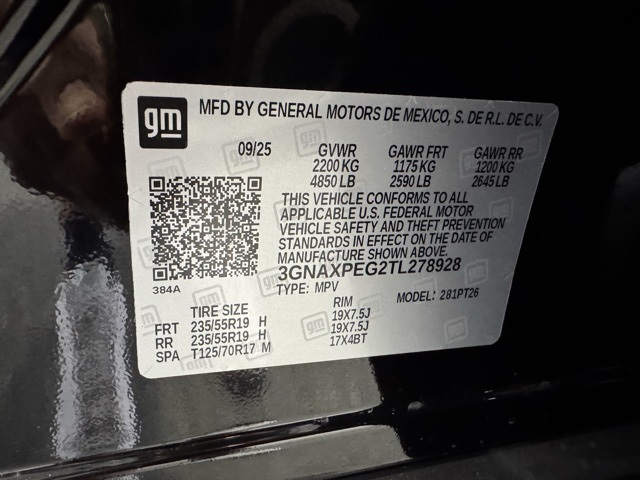 gm
MFD BY GENERAL MOTORS DE MEXICO, S. DE R.L. DE C.V.
09/25 GVWR GAWR FRT GAWR RR
2200 KG 1175 KG 1200 KG
4850 LB 2590 LB 2645 LB
THIS VEHICLE CONFORMS TO ALL
APPLICABLE U.S. FEDERAL MOTOR
VEHICLE SAFETY AND THEFT PREVENTION
STANDARDS IN EFFECT ON THE DATE OF
MANUFACTURE SHOWN ABOVE.
3GNAXPEG2TL278928
384A TYPE: MPV MODEL: 281PT26
TIRE SIZE RIM
FRT 235/55R19 H 19X7.5J
RR 235/55R19 H 19X7.5J
SPA T125/70R17 M 17X4BT